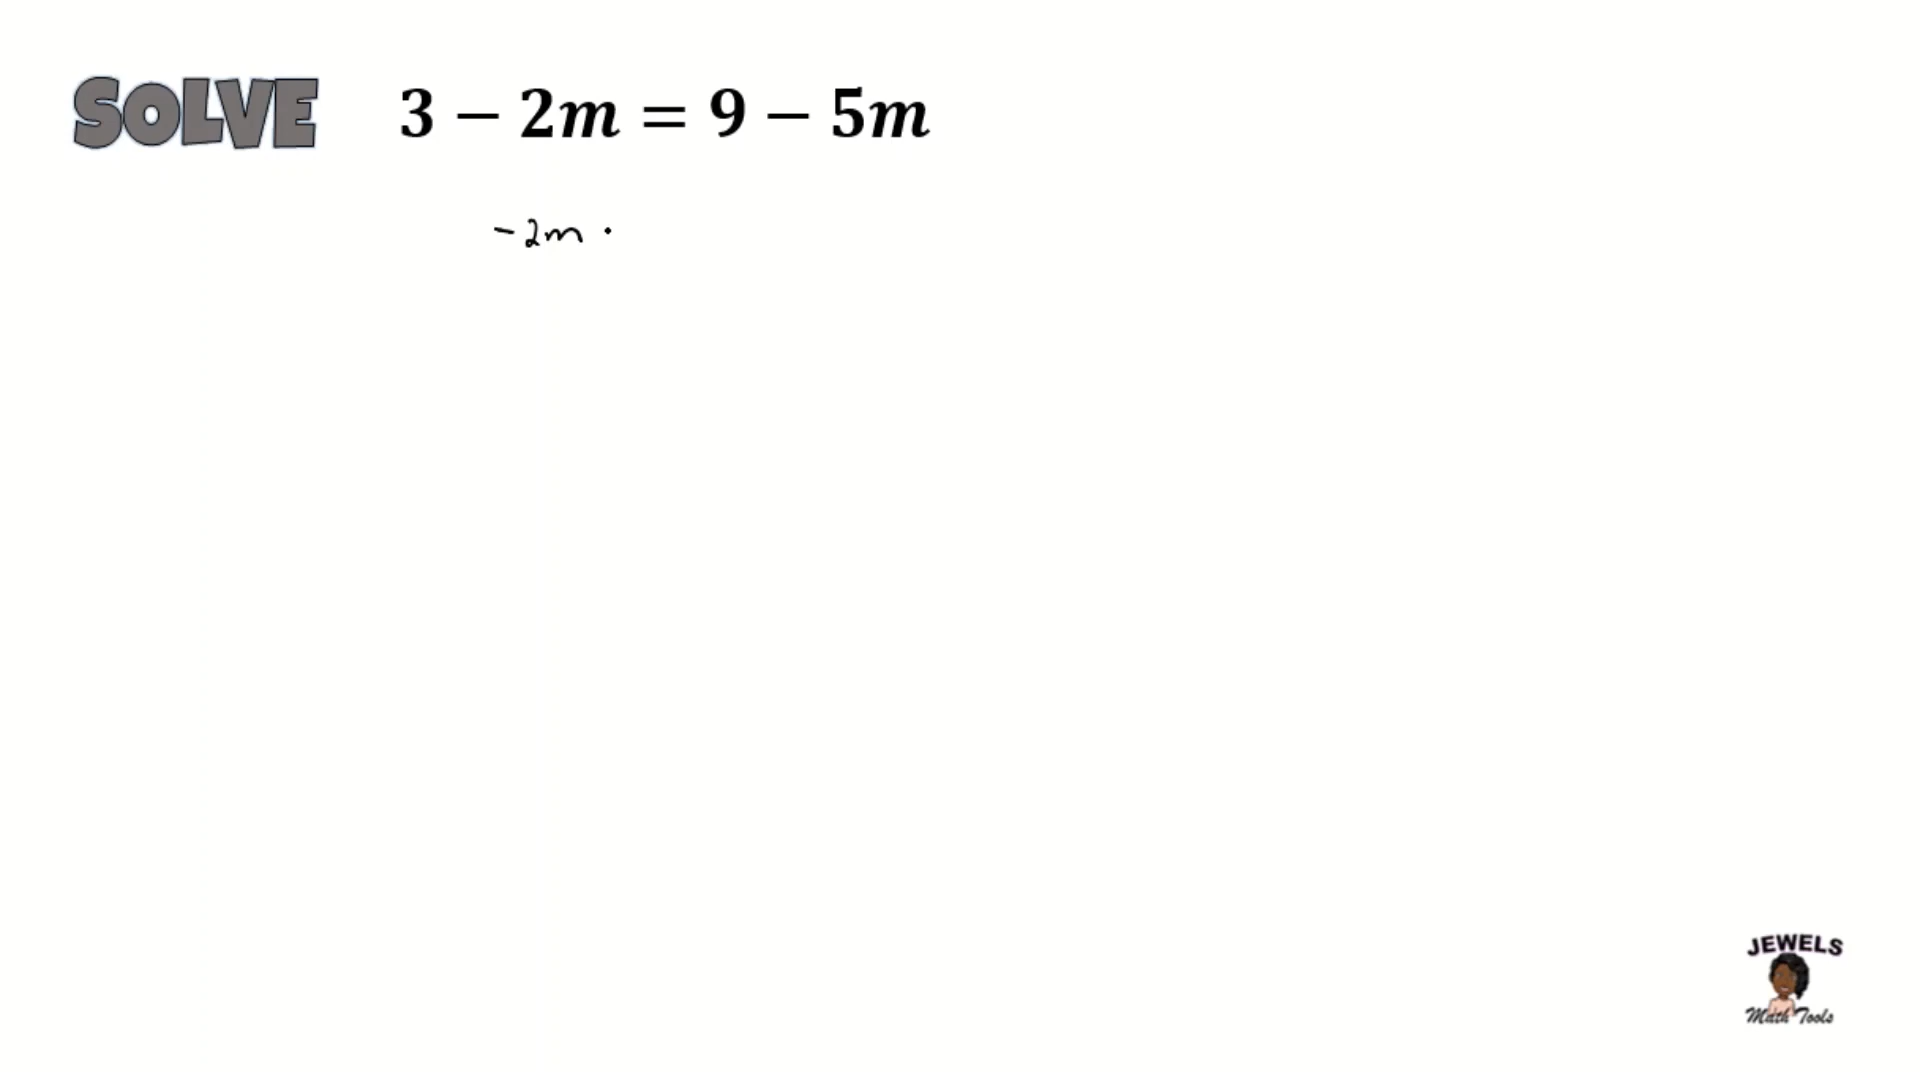 SOLVE 3 − 2m = 9 − 5m
-2m ·
JEWELS
Math Tools